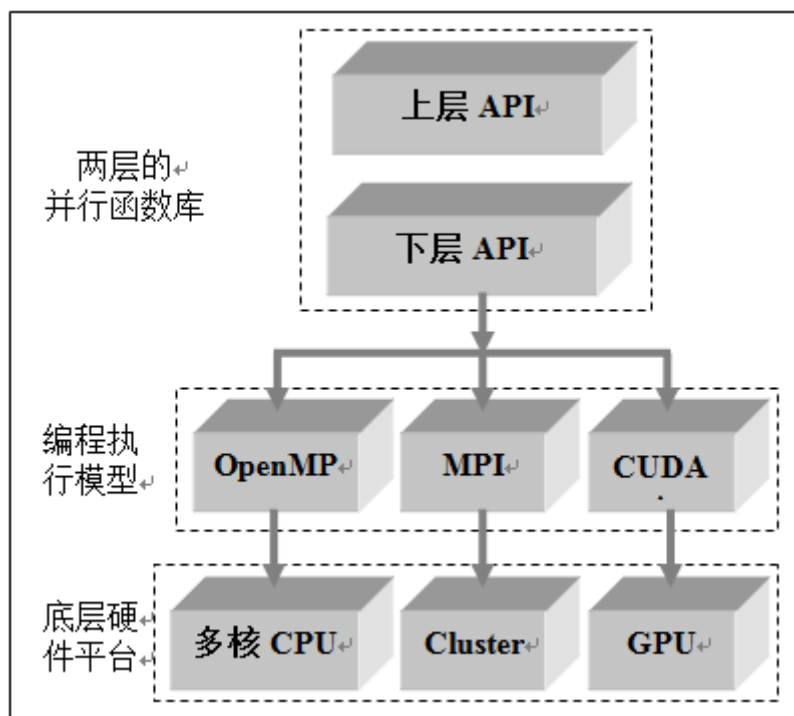 上层 API
两层的
并行函数库
下层 API
编程执
行模型
OpenMP
MPI
CUDA
底层硬
件平台
多核 CPU
Cluster
GPU